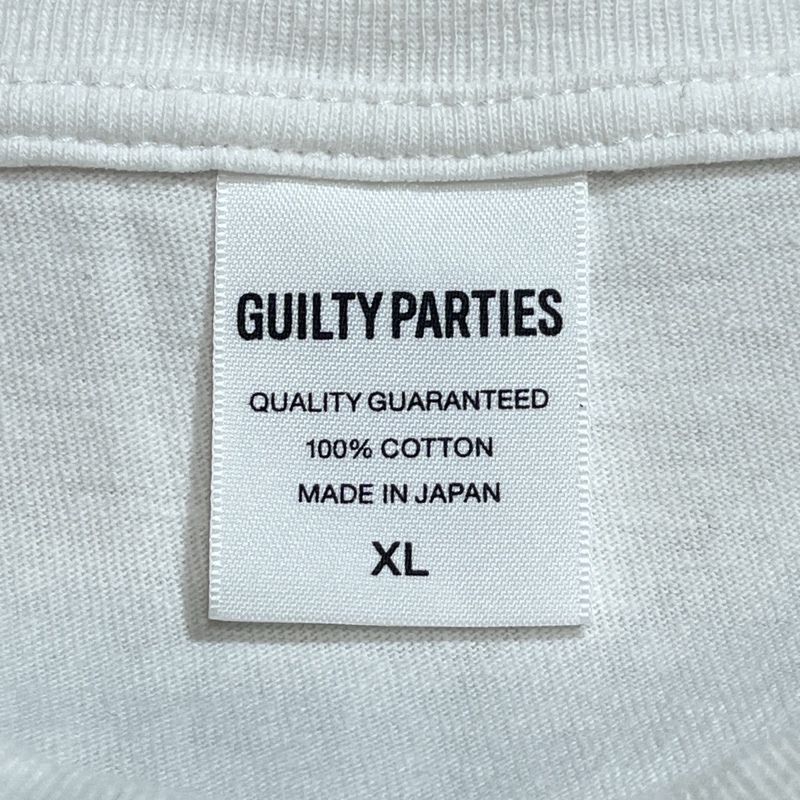 GUILTY PARTIES
QUALITY GUARANTEED
100% COTTON
MADE IN JAPAN
XL